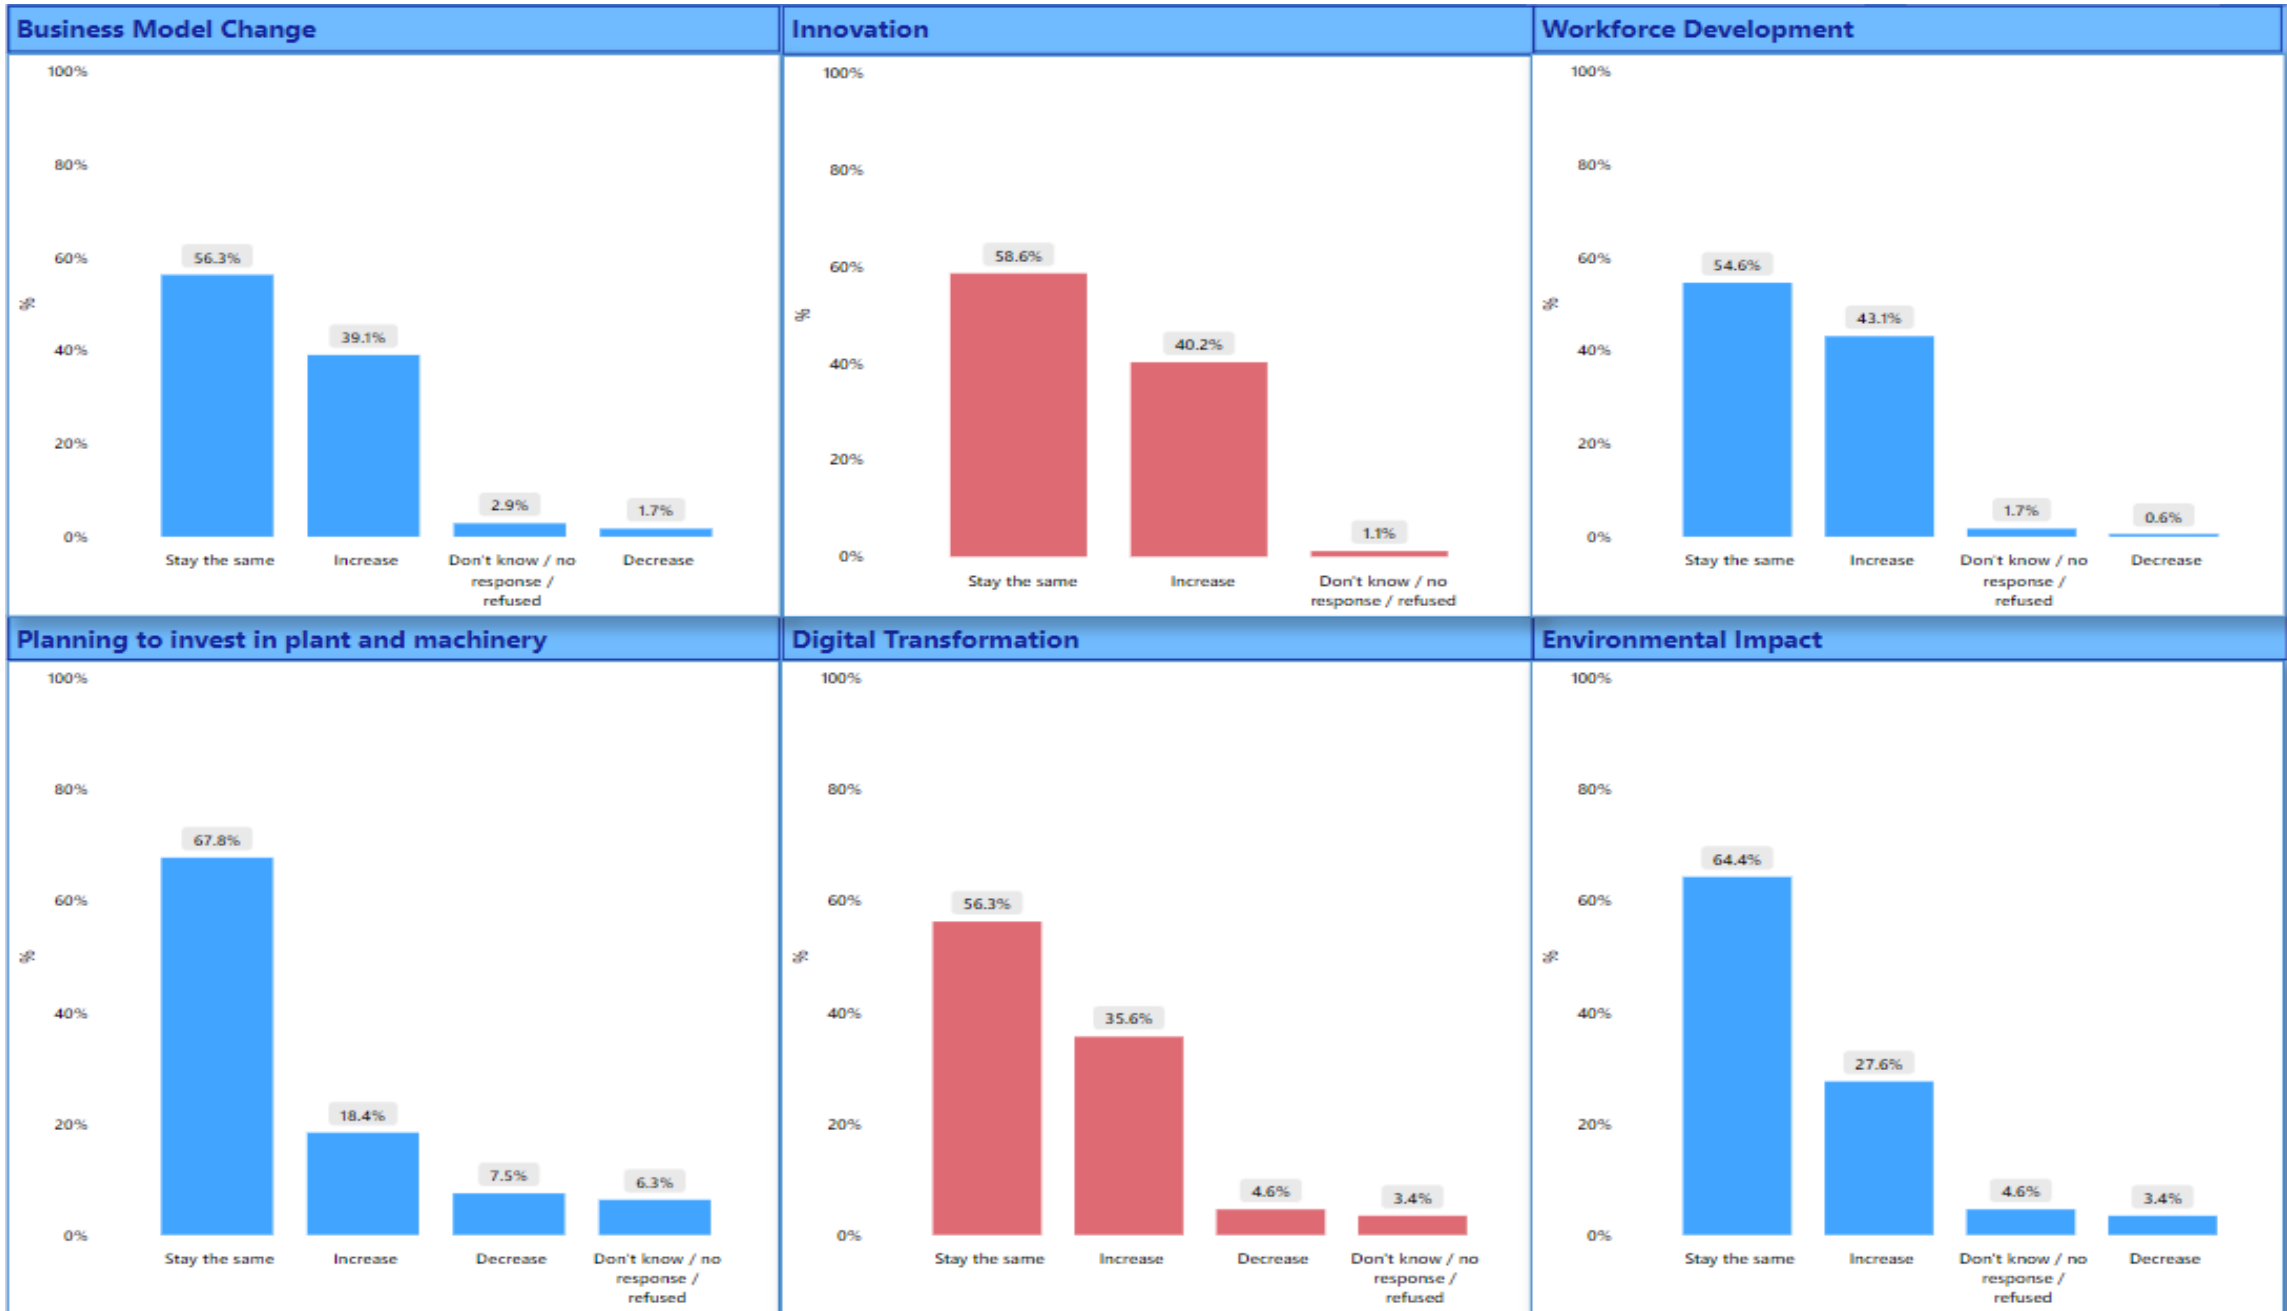 Business Model Change
100%
80%
60%
40%
20%
0%
%
56.3%
39.1%
2.9%
1.7%
Stay the same
Increase
Don't know / no
response /
refused
Decrease
Innovation
100%
80%
60%
40%
20%
0%
%
58.6%
40.2%
1.1%
Stay the same
Increase
Don't know / no
response / refused
Workforce Development
100%
80%
60%
40%
20%
0%
%
54.6%
43.1%
1.7%
0.6%
Stay the same
Increase
Don't know / no
response /
refused
Decrease
Planning to invest in plant and machinery
100%
80%
60%
40%
20%
0%
%
67.8%
18.4%
7.5%
6.3%
Stay the same
Increase
Decrease
Don't know / no
response /
refused
Digital Transformation
100%
80%
60%
40%
20%
0%
%
56.3%
35.6%
4.6%
3.4%
Stay the same
Increase
Decrease
Don't know / no
response /
refused
Environmental Impact
100%
80%
60%
40%
20%
0%
%
64.4%
27.6%
4.6%
3.4%
Stay the same
Increase
Don't know / no
response /
refused
Decrease